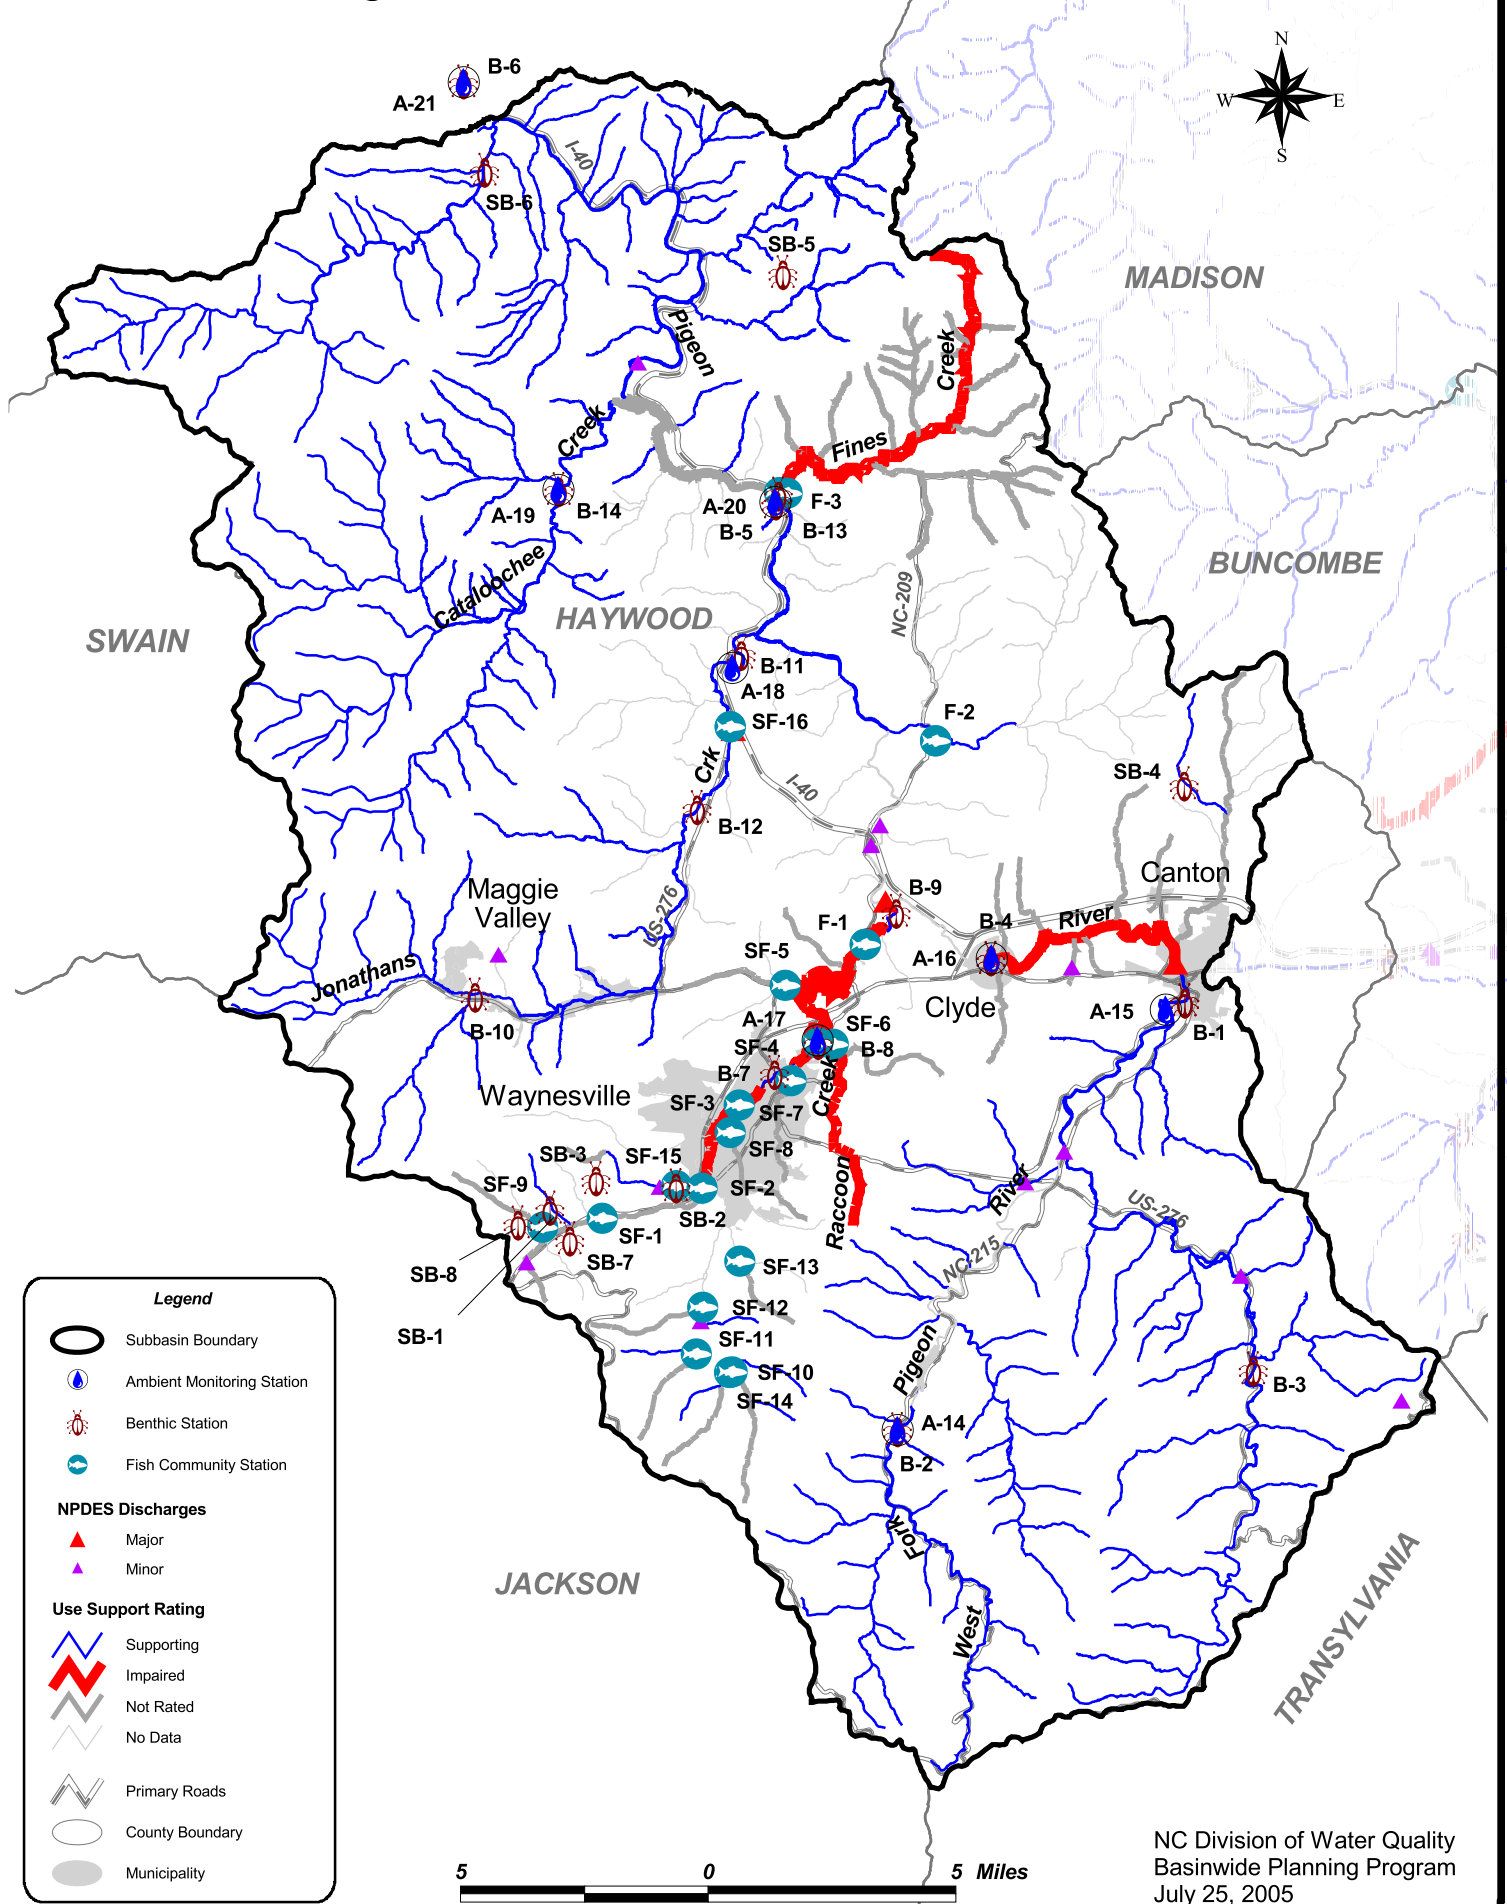 N
W
E
S
B-6
A-21
I-40
SB-6
SB-5
MADISON
Pigeon
Creek
Creek
Fines
A-19
B-14
A-20
F-3
B-5
B-13
BUNCOMBE
Cataloochee
NC-209
HAYWOOD
SWAIN
B-11
A-18
SF-16
F-2
Crk
I-40
SB-4
B-12
Maggie
Valley
US-276
Canton
B-9
F-1
B-4
River
SF-5
A-16
Jonathans
Clyde
A-15
B-10
B-1
A-17
SF-6
SF-4
B-8
B-7
Creek
Waynesville
SF-3
SF-7
SF-8
SB-3
SF-15
SF-9
SF-2
SB-2
Raccoon
River
US-276
SF-1
SB-7
SB-8
NC-215
SF-13
SF-12
SB-1
SF-11
SF-10
SF-14
Pigeon
B-3
A-14
B-2
Fork
West
JACKSON
TRANSYLVANIA
Legend
Subbasin Boundary
Ambient Monitoring Station
Benthic Station
Fish Community Station
NPDES Discharges
Major
Minor
Use Support Rating
Supporting
Impaired
Not Rated
No Data
Primary Roads
County Boundary
Municipality
5 0 5 Miles
NC Division of Water Quality
Basinwide Planning Program
July 25, 2005